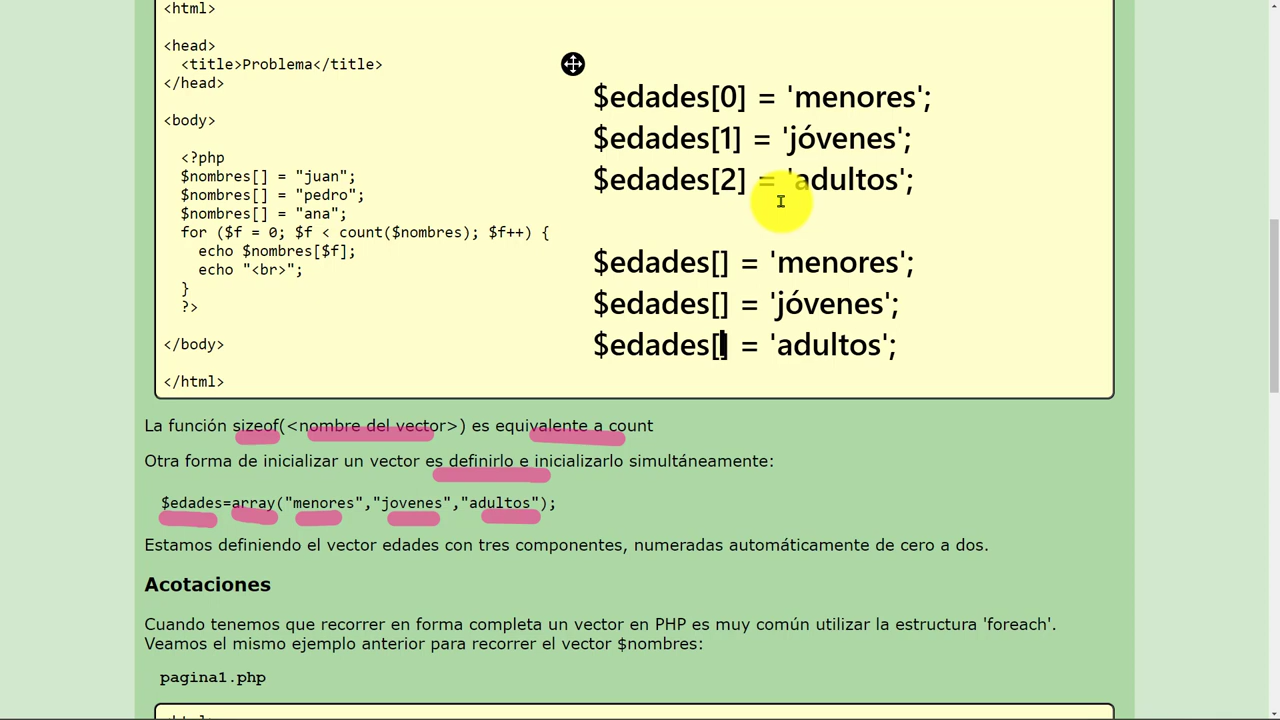 <html>
<head>
<title>Problema</title>
</head>
<body>
<?php
$nombres[] = "juan";
$nombres[] = "pedro";
$nombres[] = "ana";
for ($f = 0; $f < count($nombres); $f++) {
echo $nombres[$f];
echo "<br>";
}
?>
</body>
</html>
$edades[0] = 'menores';
$edades[1] = 'jóvenes';
$edades[2] = 'adultos';
$edades[] = 'menores';
$edades[] = 'jóvenes';
$edades[] = 'adultos';
La función sizeof(<nombre del vector>) es equivalente a count
Otra forma de inicializar un vector es definirlo e inicializarlo simultáneamente:
$edades=array("menores","jovenes","adultos");
Estamos definiendo el vector edades con tres componentes, numeradas automáticamente de cero a dos.
Acotaciones
Cuando tenemos que recorrer en forma completa un vector en PHP es muy común utilizar la estructura 'foreach'.
Veamos el mismo ejemplo anterior para recorrer el vector $nombres:
pagina1.php